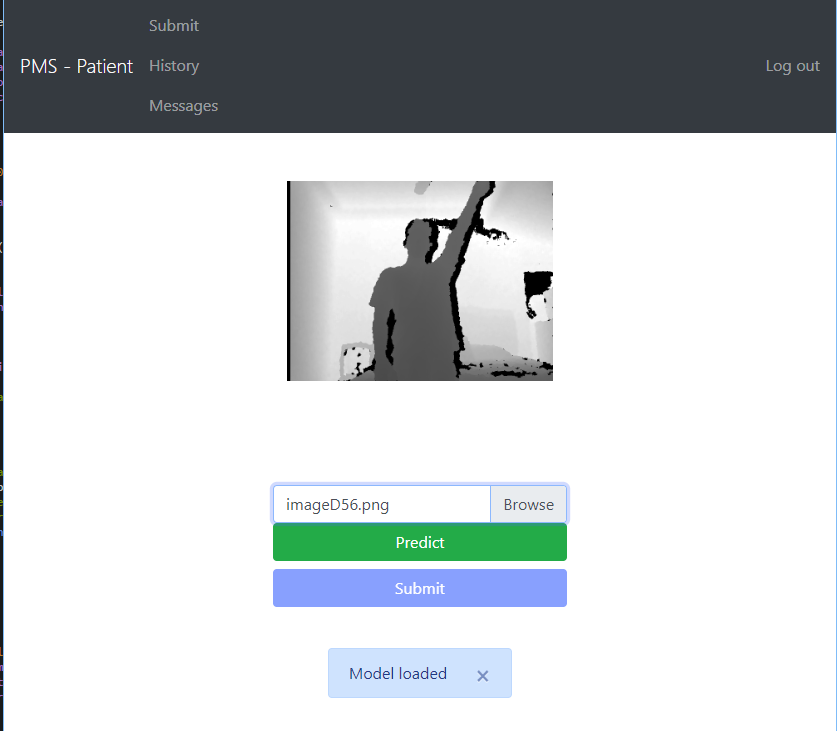 Submit
PMS - Patient
History
Log out
Messages
imageD56.png
Browse
Predict
Submit
Model loaded
×